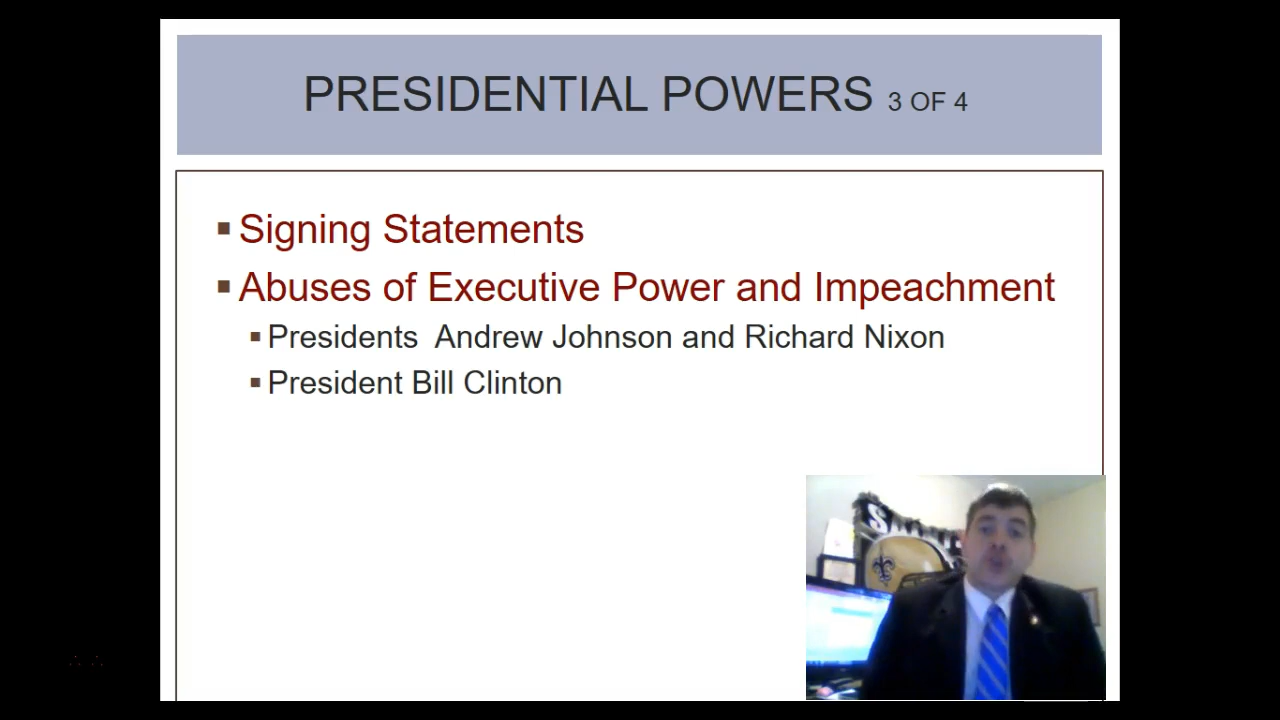 PRESIDENTIAL POWERS 3 OF 4
Signing Statements
Abuses of Executive Power and Impeachment
Presidents Andrew Johnson and Richard Nixon
President Bill Clinton